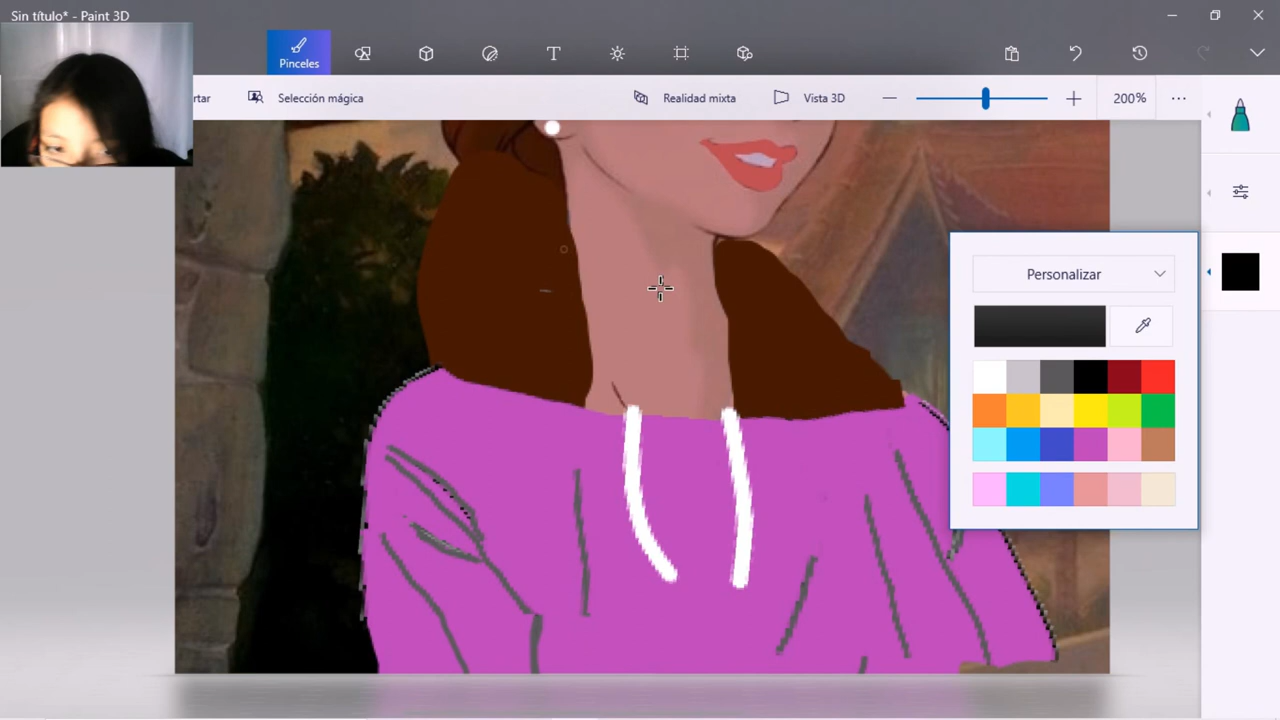 Sin título* - Paint 3D
Pinceles
rtar
Selección mágica
Realidad mixta
Vista 3D
200%
Personalizar